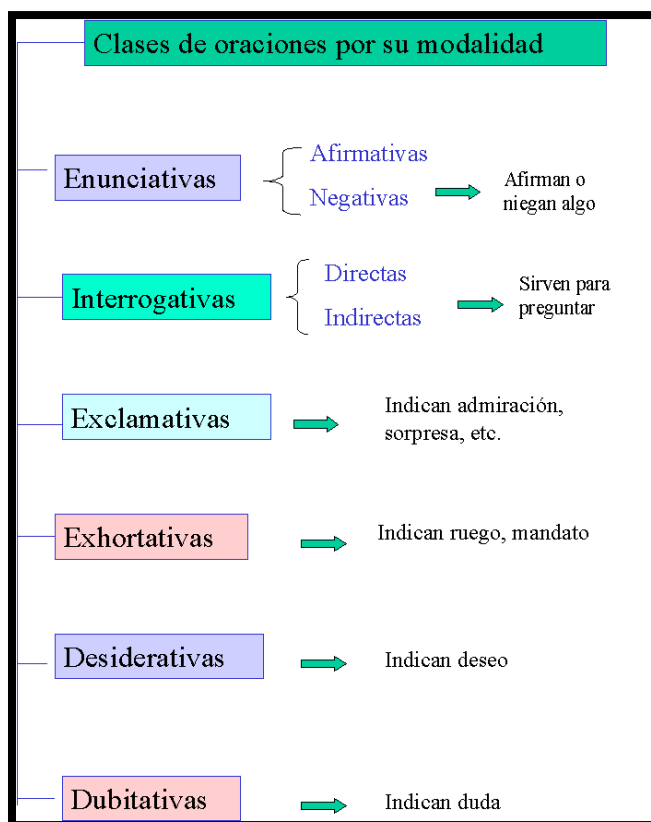 Clases de oraciones por su modalidad
Enunciativas
Afirmativas
Negativas
Afirman o
niegan algo
Interrogativas
Directas
Indirectas
Sirven para
preguntar
Exclamativas
Indican admiración,
sorpresa, etc.
Exhortativas
Indican ruego, mandato
Desiderativas
Indican deseo
Dubitativas
Indican duda